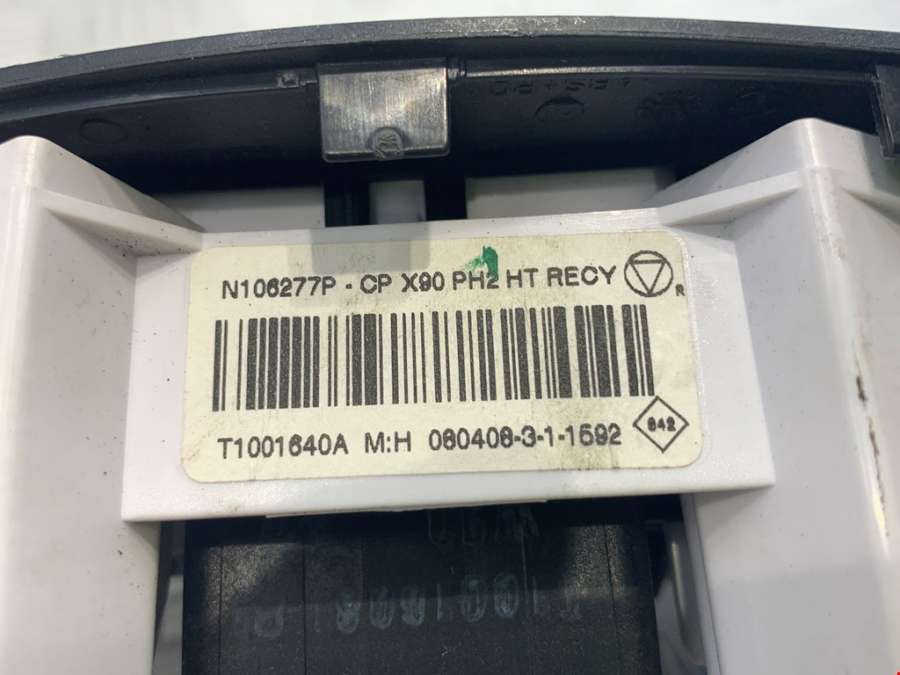 N106277P - CP X90 PH2 HT RECY
R
T1001640A M:H 080408-3-1-1592
842